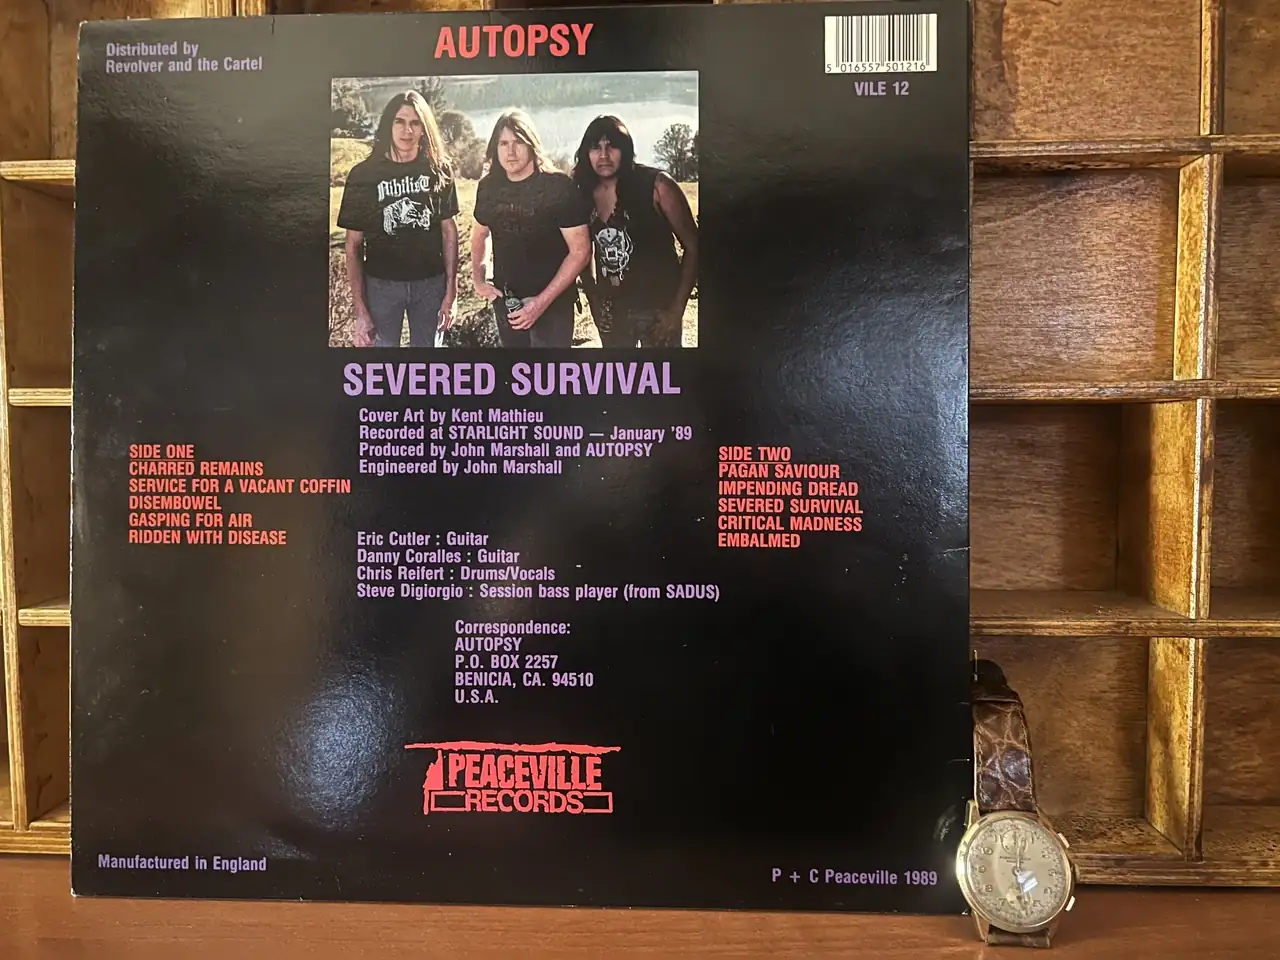 Distributed by
Revolver and the Cartel
AUTOPSY
5 016557 501216
VILE 12
Nihilist
SEVERED SURVIVAL
Cover Art by Kent Mathieu
Recorded at STARLIGHT SOUND — January '89
Produced by John Marshall and AUTOPSY
Engineered by John Marshall
SIDE ONE
CHARRED REMAINS
SERVICE FOR A VACANT COFFIN
DISEMBOWEL
GASPING FOR AIR
RIDDEN WITH DISEASE
SIDE TWO
PAGAN SAVIOUR
IMPENDING DREAD
SEVERED SURVIVAL
CRITICAL MADNESS
EMBALMED
Eric Cutler : Guitar
Danny Coralles : Guitar
Chris Reifert : Drums/Vocals
Steve Digiorgio : Session bass player (from SADUS)
Correspondence:
AUTOPSY
P.O. BOX 2257
BENICIA, CA. 94510
U.S.A.
PEACEVILLE
RECORDS
Manufactured in England
P + C Peaceville 1989